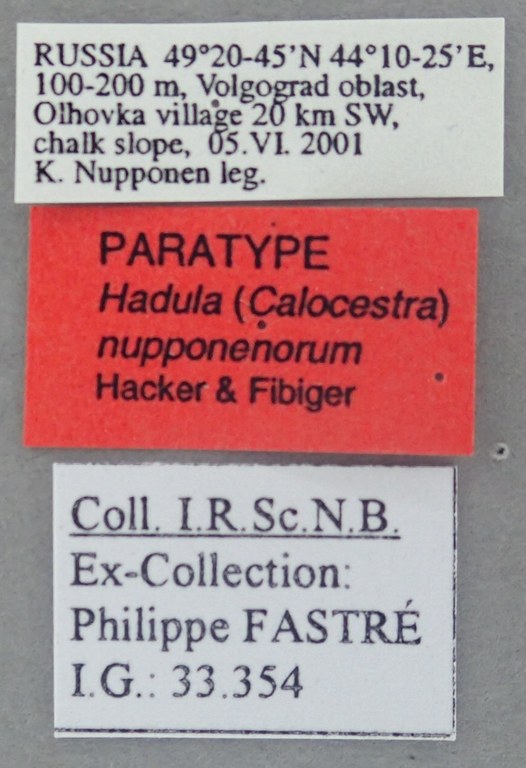 RUSSIA 49°20-45'N 44°10-25'E,
100-200 m, Volgograd oblast,
Olhovka village 20 km SW,
chalk slope, 05.VI. 2001
K. Nupponen leg.
PARATYPE
Hadula (Calocestra)
nupponenorum
Hacker & Fibiger
Coll. I.R.Sc.N.B.
Ex-Collection:
Philippe FASTRÉ
I.G.: 33.354